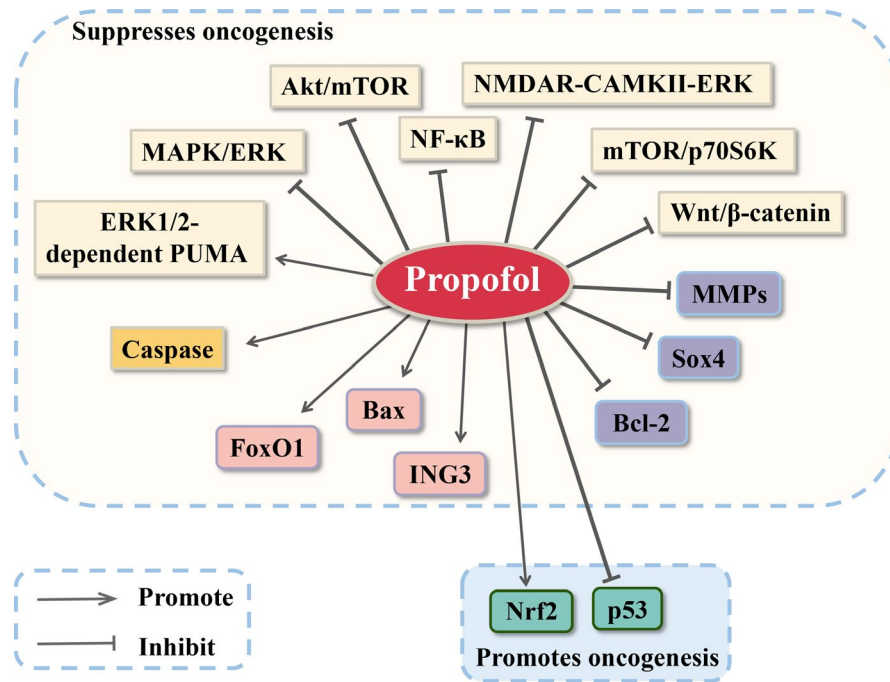 Suppresses oncogenesis
Akt/mTOR
NMDAR-CAMKII-ERK
MAPK/ERK
NF-κB
mTOR/p70S6K
ERK1/2-
dependent PUMA
Wnt/β-catenin
Propofol
MMPs
Caspase
Sox4
Bax
Bcl-2
FoxO1
ING3
Promote
Inhibit
Nrf2
p53
Promotes oncogenesis